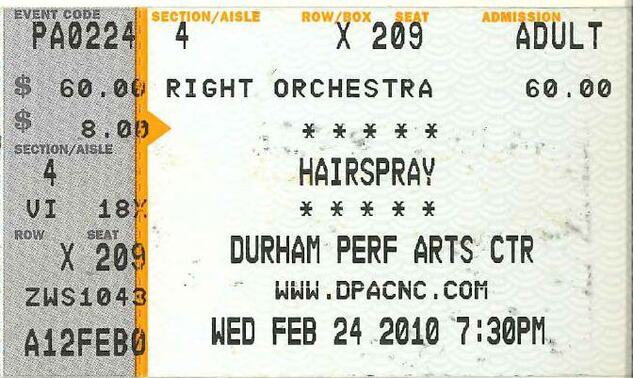 EVENT CODE SECTION/AISLE ROW/BOX SEAT ADMISSION
PA0224 4 X 209 ADULT
$ 60.00 RIGHT ORCHESTRA 60.00
$ 8.00 * * * * *
SECTION/AISLE
4 HAIRSPRAY
VI 18X * * * * *
ROW SEAT
X 209 DURHAM PERF ARTS CTR
ZWS1043 WWW.DPACNC.COM
A12FEB0 WED FEB 24 2010 7:30PM